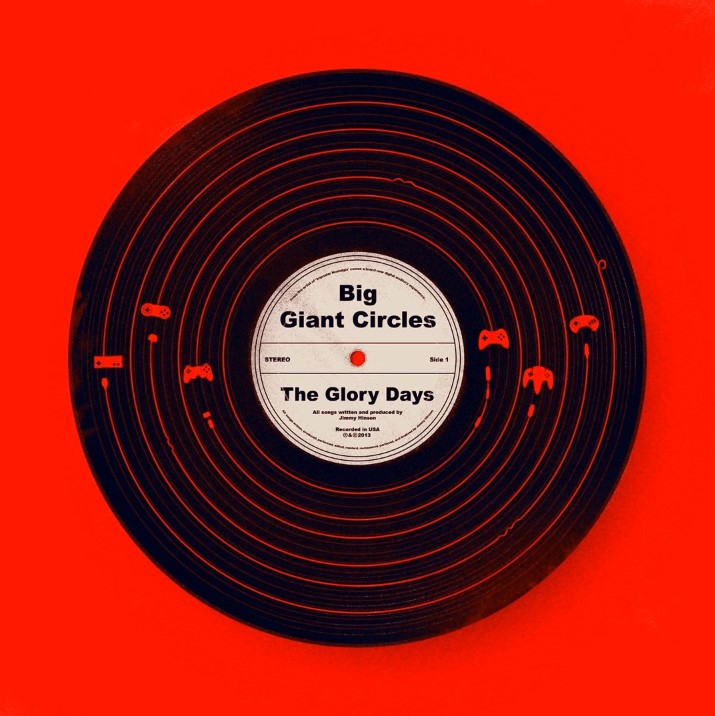 Big
Giant Circles
STEREO
Side 1
The Glory Days
All songs written and produced by
Jimmy Hinson
Recorded in USA
Ⓟ&©2013